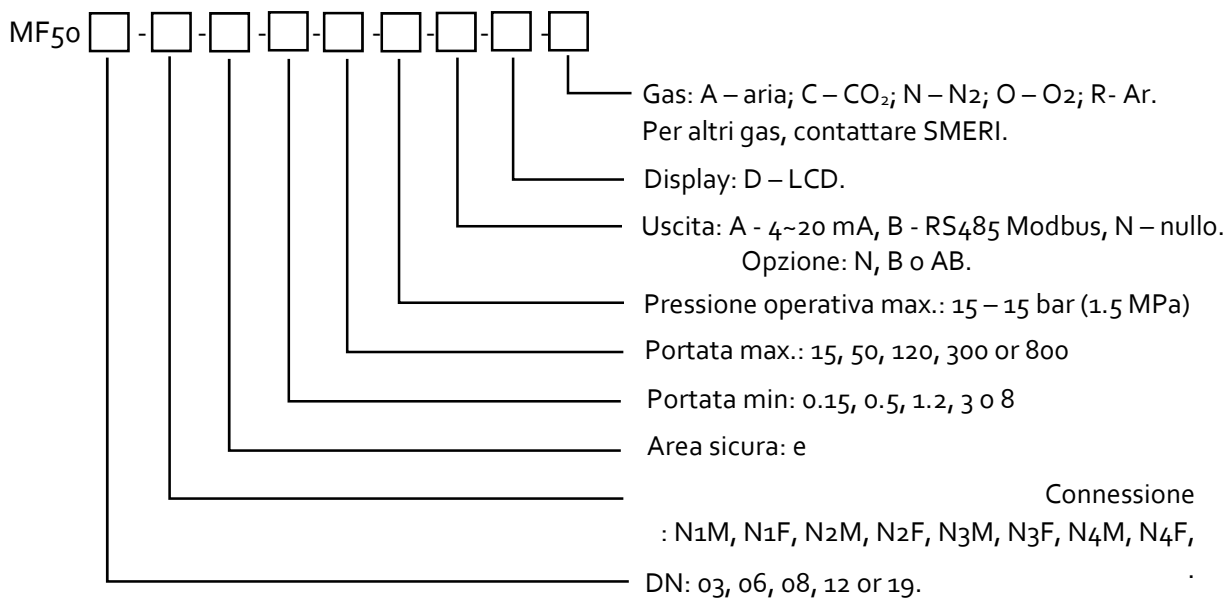 MF50 - - - - - - - -
Gas: A – aria; C – CO₂; N – N2; O – O2; R- Ar.
Per altri gas, contattare SMERI.
Display: D – LCD.
Uscita: A - 4~20 mA, B - RS485 Modbus, N – nullo.
Opzione: N, B o AB.
Pressione operativa max.: 15 – 15 bar (1.5 MPa)
Portata max.: 15, 50, 120, 300 or 800
Portata min: 0.15, 0.5, 1.2, 3 o 8
Area sicura: e
Connessione
: N1M, N1F, N2M, N2F, N3M, N3F, N4M, N4F,
.
DN: 03, 06, 08, 12 or 19.